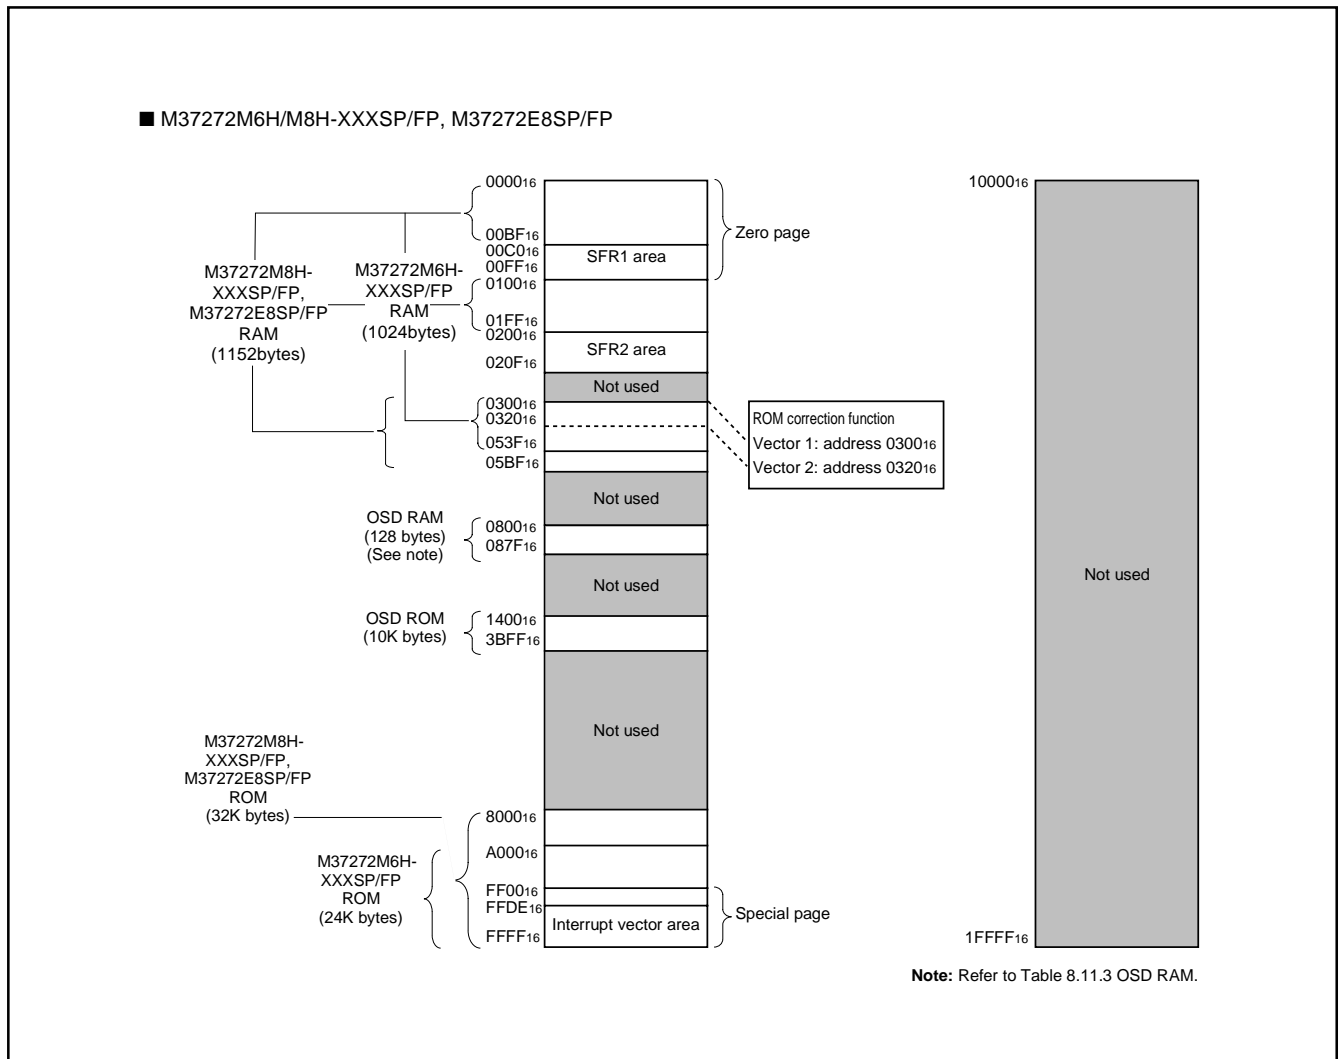 ■ M37272M6H/M8H-XXXSP/FP, M37272E8SP/FP
M37272M8H-
XXXSP/FP,
M37272E8SP/FP
RAM
(1152bytes)
M37272M6H-
XXXSP/FP
RAM
(1024bytes)
OSD RAM
(128 bytes)
(See note)
OSD ROM
(10K bytes)
M37272M8H-
XXXSP/FP,
M37272E8SP/FP
ROM
(32K bytes)
M37272M6H-
XXXSP/FP
ROM
(24K bytes)
000016
00BF16
00C016
00FF16
010016
01FF16
020016
020F16
030016
032016
053F16
05BF16
080016
087F16
140016
3BFF16
800016
A00016
FF0016
FFDE16
FFFF16
SFR1 area
SFR2 area
Not used
Not used
Not used
Not used
Interrupt vector area
Zero page
ROM correction function
Vector 1: address 030016
Vector 2: address 032016
Special page
1000016
Not used
1FFFF16
Note: Refer to Table 8.11.3 OSD RAM.